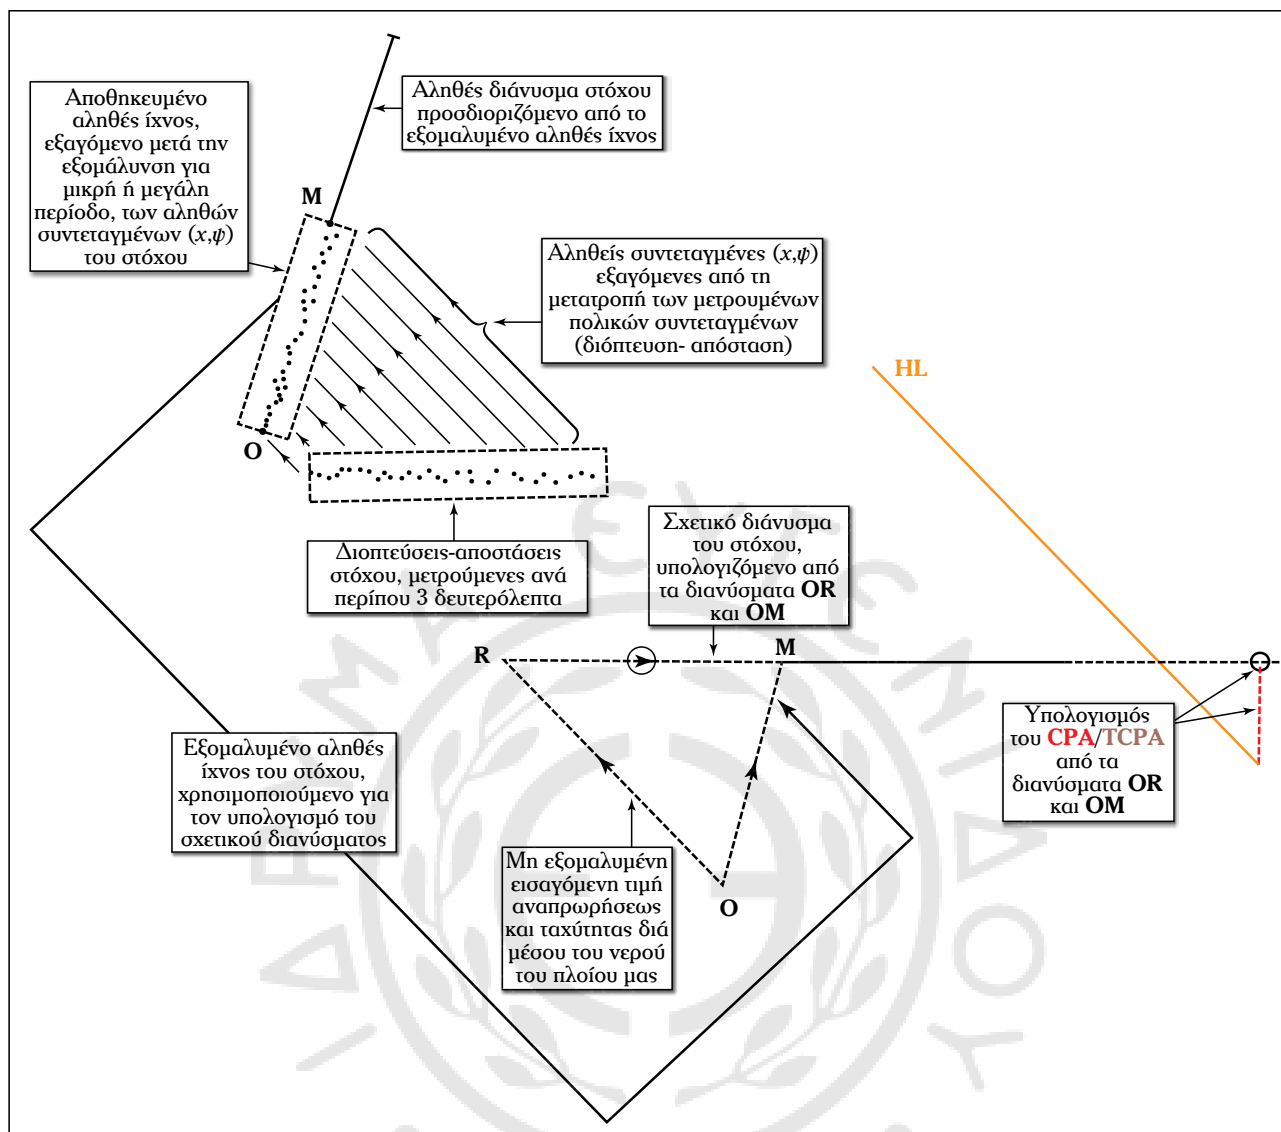 Αποθηκευμένο
αληθές ίχνος,
εξαγόμενο μετά την
εξομάλυνση για
μικρή ή μεγάλη
περίοδο, των αληθών
συντεταγμένων (x,ψ)
του στόχου
Αληθές διάνυσμα στόχου
προσδιοριζόμενο από το
εξομαλυμένο αληθές ίχνος
M
Αληθείς συντεταγμένες (x,ψ)
εξαγόμενες από τη
μετατροπή των μετρουμένων
πολικών συντεταγμένων
(διόπτευση- απόσταση)
HL
O
Διοπτεύσεις-αποστάσεις
στόχου, μετρούμενες ανά
περίπου 3 δευτερόλεπτα
Σχετικό διάνυσμα
του στόχου,
υπολογιζόμενο από
τα διανύσματα OR
και OM
R
M
Υπολογισμός
του CPA/TCPA
από τα
διανύσματα OR
και OM
Εξομαλυμένο αληθές
ίχνος του στόχου,
χρησιμοποιούμενο για
τον υπολογισμό του
σχετικού διανύσματος
Μη εξομαλυμένη
εισαγόμενη τιμή
αναπρωρήσεως
και ταχύτητας διά
μέσου του νερού
του πλοίου μας
O
ΙΔΡΥΜΑ ΕΥΓΕΝΙΔΟΥ